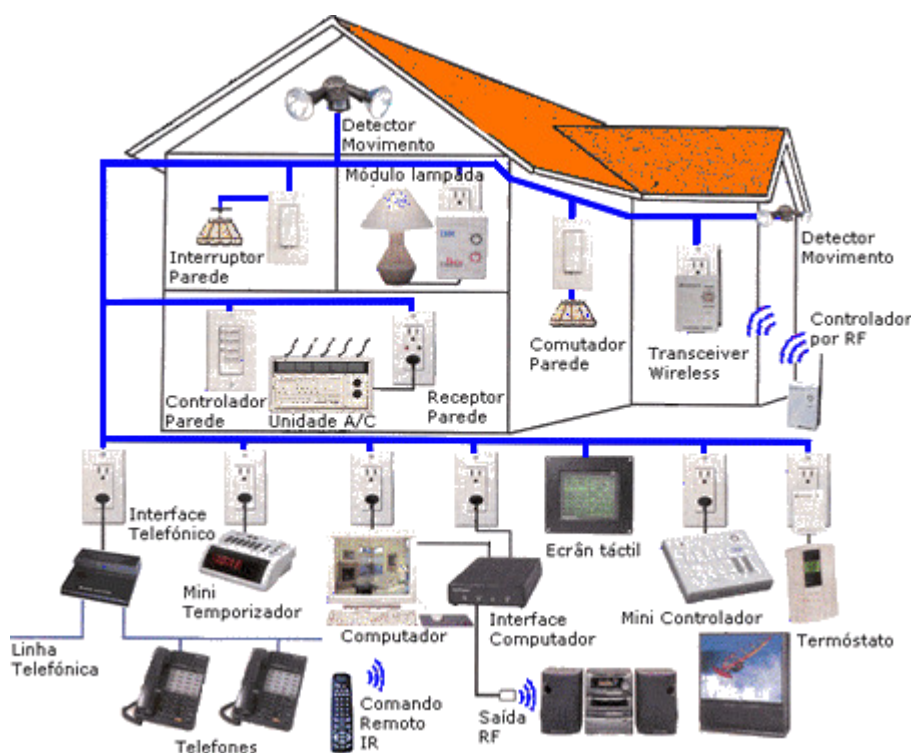 Detector
Movimento
Módulo lampada
Interruptor
Parede
Detector
Movimento
Comutador
Parede
Transceiver
Wireless
Controlador
por RF
Controlador
Parede
Unidade A/C
Receptor
Parede
Interface
Telefónico
Mini
Temporizador
Computador
Interface
Computador
Ecrân táctil
Mini Controlador
Termóstato
Linha
Telefónica
Telefones
Comando
Remoto
IR
Saída
RF